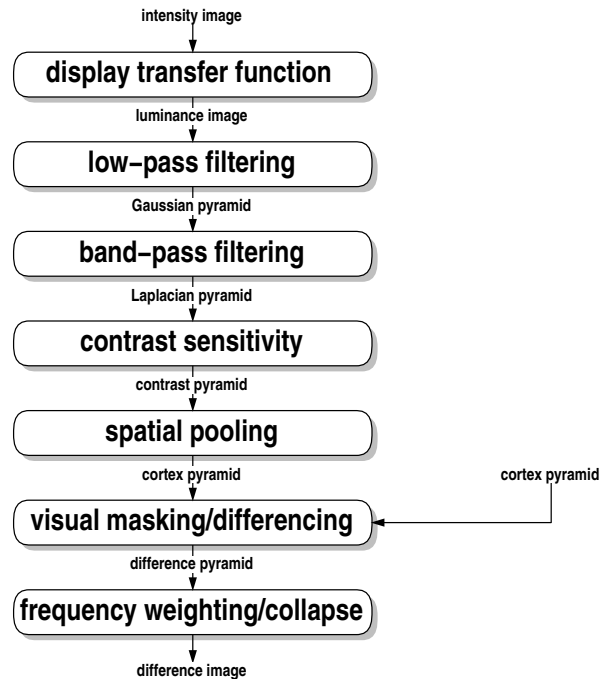 intensity image
display transfer function
luminance image
low–pass filtering
Gaussian pyramid
band–pass filtering
Laplacian pyramid
contrast sensitivity
contrast pyramid
spatial pooling
cortex pyramid
cortex pyramid
visual masking/differencing
difference pyramid
frequency weighting/collapse
difference image